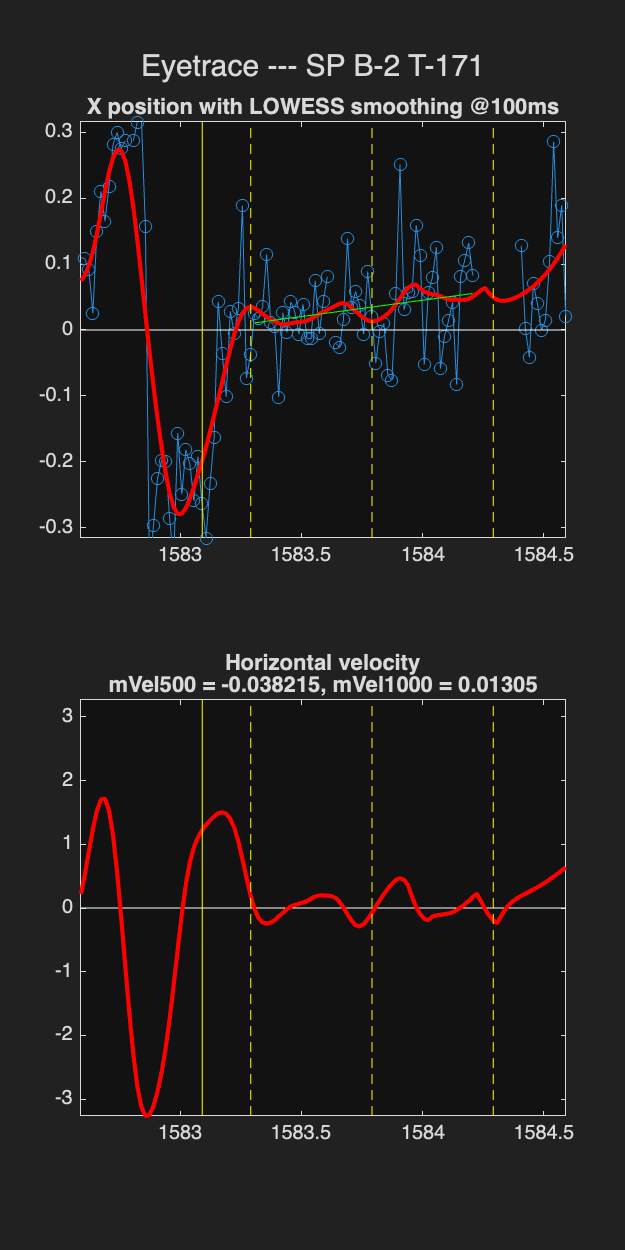 Eyetrace --- SP B-2 T-171
X position with LOWESS smoothing @100ms
0.3
0.2
0.1
0
-0.1
-0.2
-0.3
1583 1583.5 1584 1584.5
Horizontal velocity
mVel500 = -0.038215, mVel1000 = 0.01305
3
2
1
0
-1
-2
-3
1583 1583.5 1584 1584.5